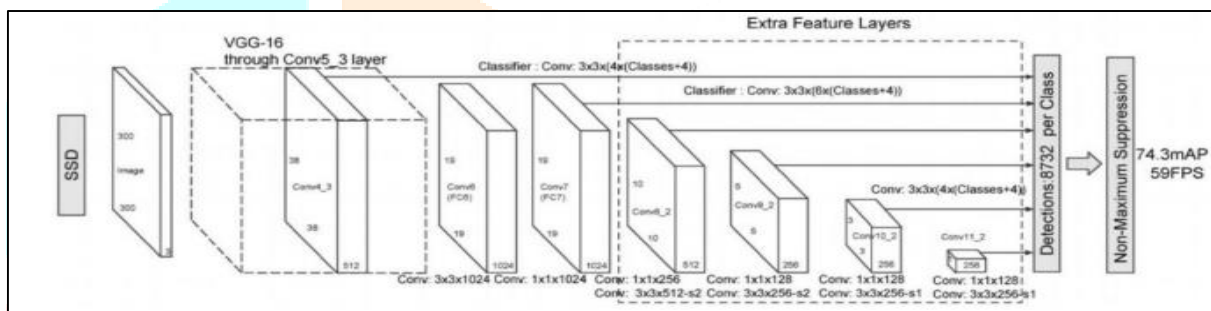 Extra Feature Layers
VGG-16
through Conv5_3 layer
Classifier : Conv: 3x3x(4x(Classes+4))
Classifier : Conv: 3x3x(6x(Classes+4))
SSD
300
Image
300
3
38
Conv4_3
38
512
19
Conv6
(FC6)
19
1024
19
Conv7
(FC7)
19
1024
10
Conv8_2
10
512
5
Conv9_2
5
256
Conv: 3x3x(4x(Classes+4))
3
Conv10_2
3
256
Conv11_2
256
Detections:8732 per Class
Non-Maximum Suppression
74.3mAP
59FPS
Conv: 3x3x1024
Conv: 1x1x1024
Conv: 1x1x256
Conv: 3x3x512-s2
Conv: 1x1x128
Conv: 3x3x256-s2
Conv: 1x1x128
Conv: 3x3x256-s1
Conv: 1x1x128
Conv: 3x3x256-s1